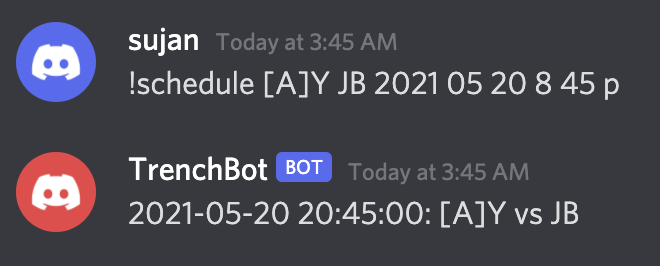 sujan Today at 3:45 AM
!schedule [A]Y JB 2021 05 20 8 45 p
TrenchBot BOT Today at 3:45 AM
2021-05-20 20:45:00: [A]Y vs JB